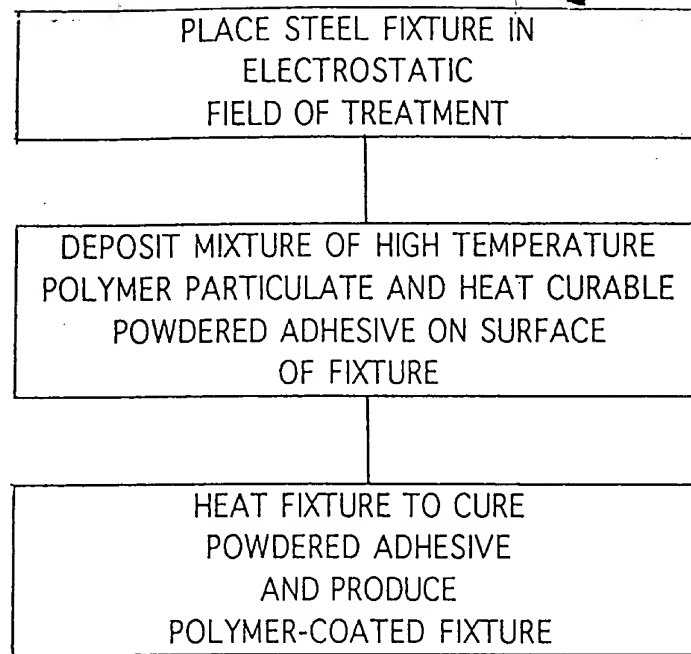 PLACE STEEL FIXTURE IN
ELECTROSTATIC
FIELD OF TREATMENT
DEPOSIT MIXTURE OF HIGH TEMPERATURE
POLYMER PARTICULATE AND HEAT CURABLE
POWDERED ADHESIVE ON SURFACE
OF FIXTURE
HEAT FIXTURE TO CURE
POWDERED ADHESIVE
AND PRODUCE
POLYMER-COATED FIXTURE